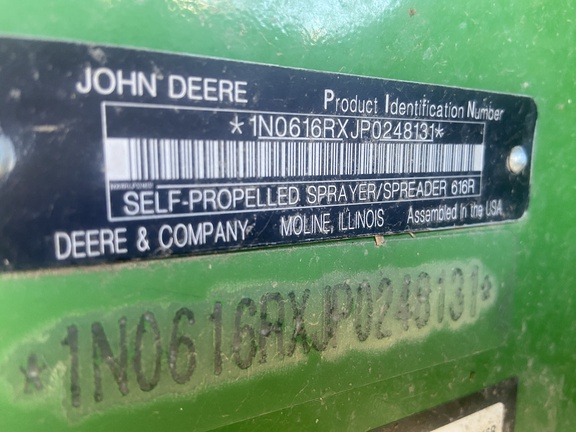 JOHN DEERE
Product Identification Number
*1N0616RXJP0248131*
SELF-PROPELLED SPRAYER/SPREADER 616R
DEERE & COMPANY MOLINE, ILLINOIS Assembled in the USA
*1N0616RXJP0248131*